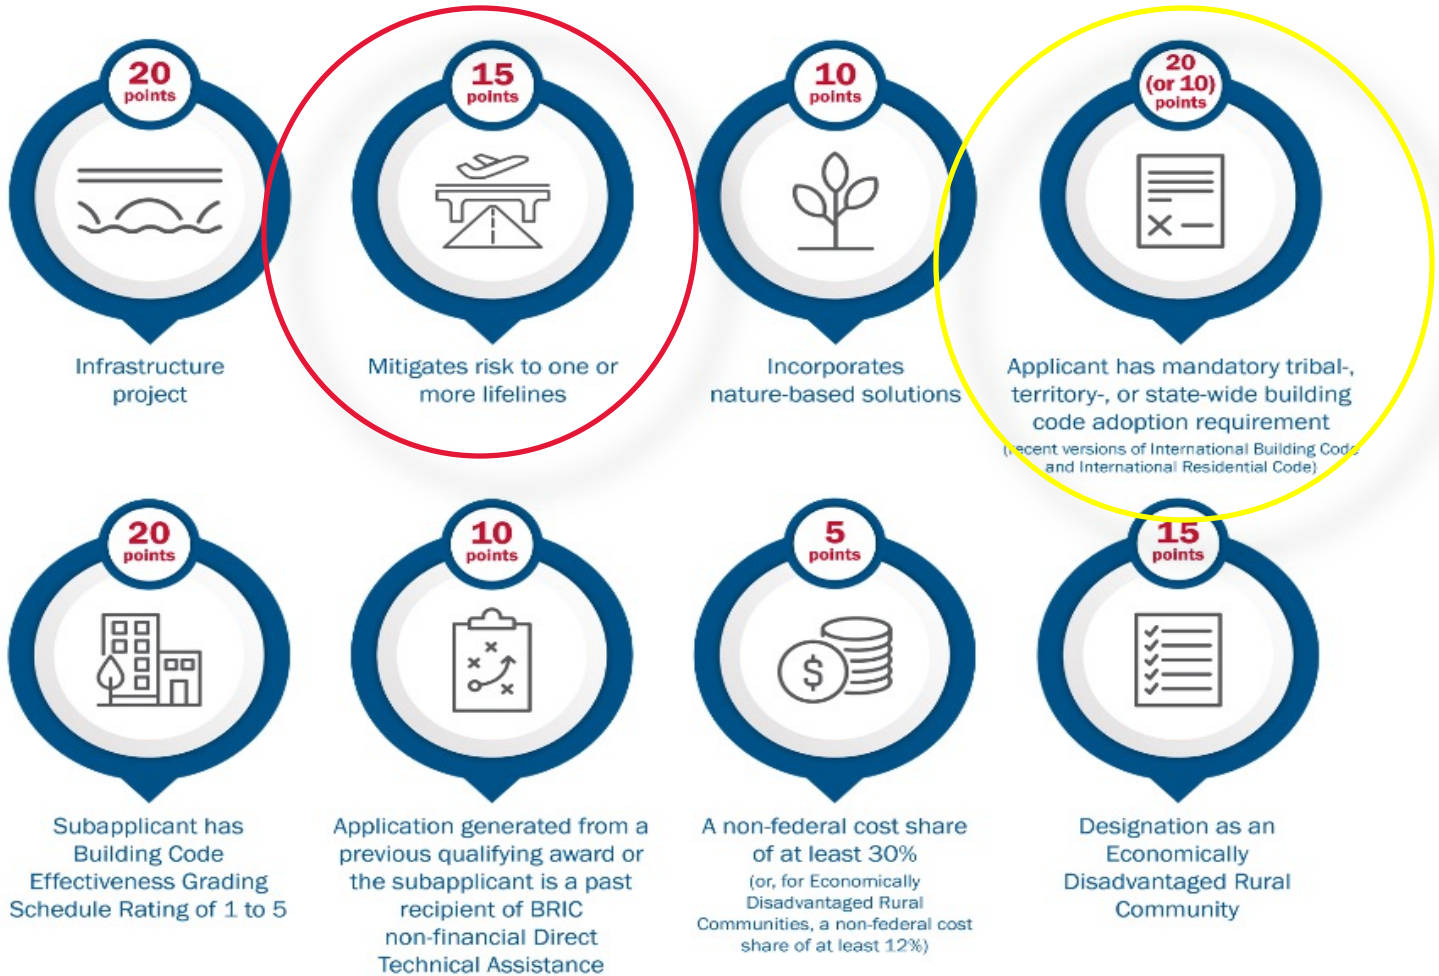 20
points
Infrastructure
project
15
points
Mitigates risk to one or
more lifelines
10
points
Incorporates
nature-based solutions
20
(or 10)
points
Applicant has mandatory tribal-,
territory-, or state-wide building
code adoption requirement
(recent versions of International Building Code
and International Residential Code)
20
points
Subapplicant has
Building Code
Effectiveness Grading
Schedule Rating of 1 to 5
10
points
Application generated from a
previous qualifying award or
the subapplicant is a past
recipient of BRIC
non-financial Direct
Technical Assistance
5
points
$
A non-federal cost share
of at least 30%
(or, for Economically
Disadvantaged Rural
Communities, a non-federal cost
share of at least 12%)
15
points
Designation as an
Economically
Disadvantaged Rural
Community